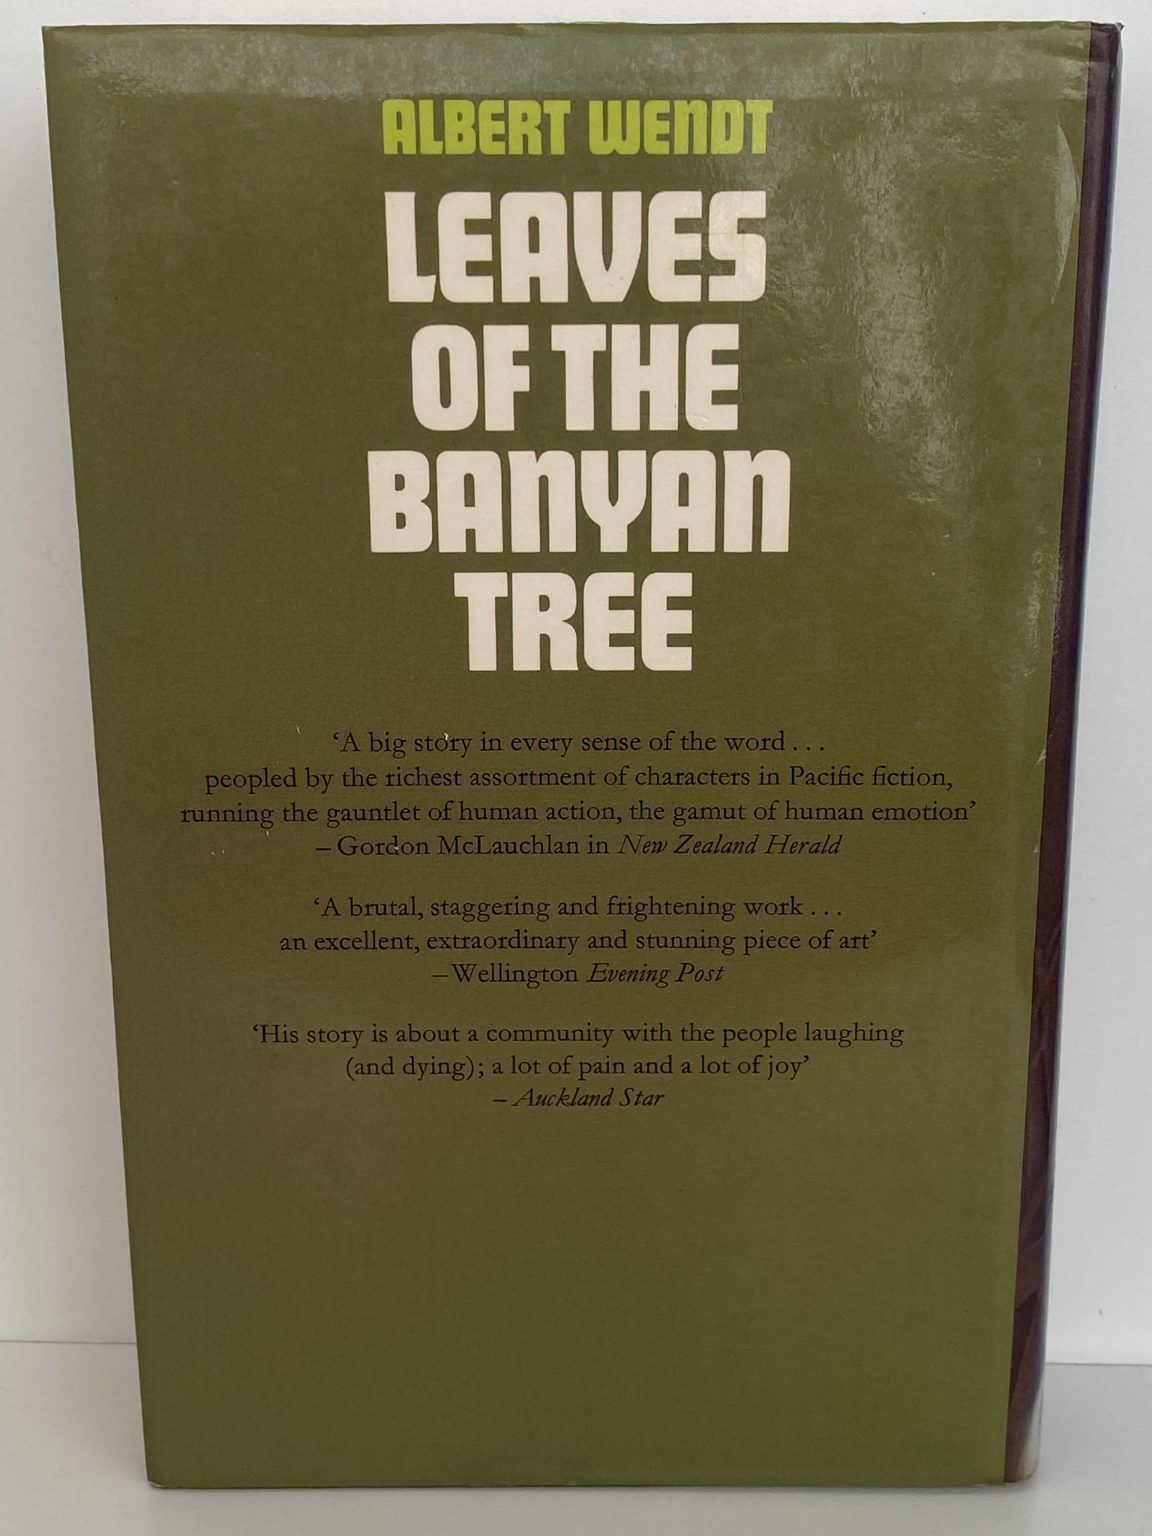 ALBERT WENDT
LEAVES
OF THE
BANYAN
TREE
‘A big story in every sense of the word . . .
peopled by the richest assortment of characters in Pacific fiction,
running the gauntlet of human action, the gamut of human emotion’
– Gordon McLauchlan in New Zealand Herald
‘A brutal, staggering and frightening work . . .
an excellent, extraordinary and stunning piece of art’
– Wellington Evening Post
‘His story is about a community with the people laughing
(and dying); a lot of pain and a lot of joy’
– Auckland Star